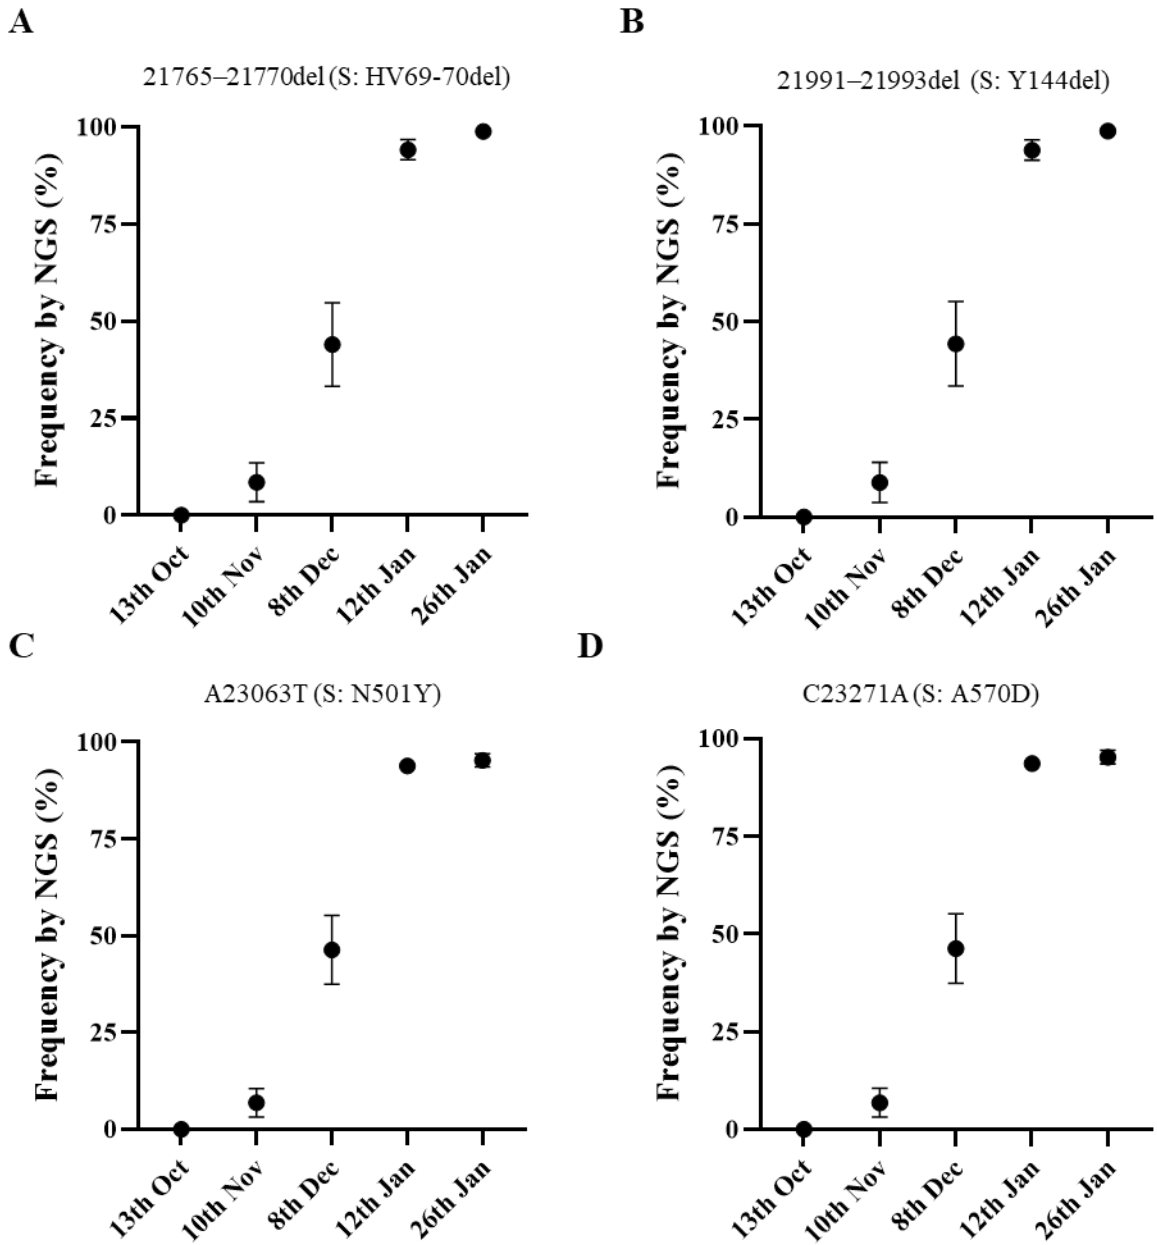 A
21765–21770del (S: HV69-70del)
Frequency by NGS (%)
100
75
50
25
0
13th Oct
10th Nov
8th Dec
12th Jan
26th Jan
B
21991–21993del (S: Y144del)
Frequency by NGS (%)
100
75
50
25
0
13th Oct
10th Nov
8th Dec
12th Jan
26th Jan
C
A23063T (S: N501Y)
Frequency by NGS (%)
100
75
50
25
0
13th Oct
10th Nov
8th Dec
12th Jan
26th Jan
D
C23271A (S: A570D)
Frequency by NGS (%)
100
75
50
25
0
13th Oct
10th Nov
8th Dec
12th Jan
26th Jan